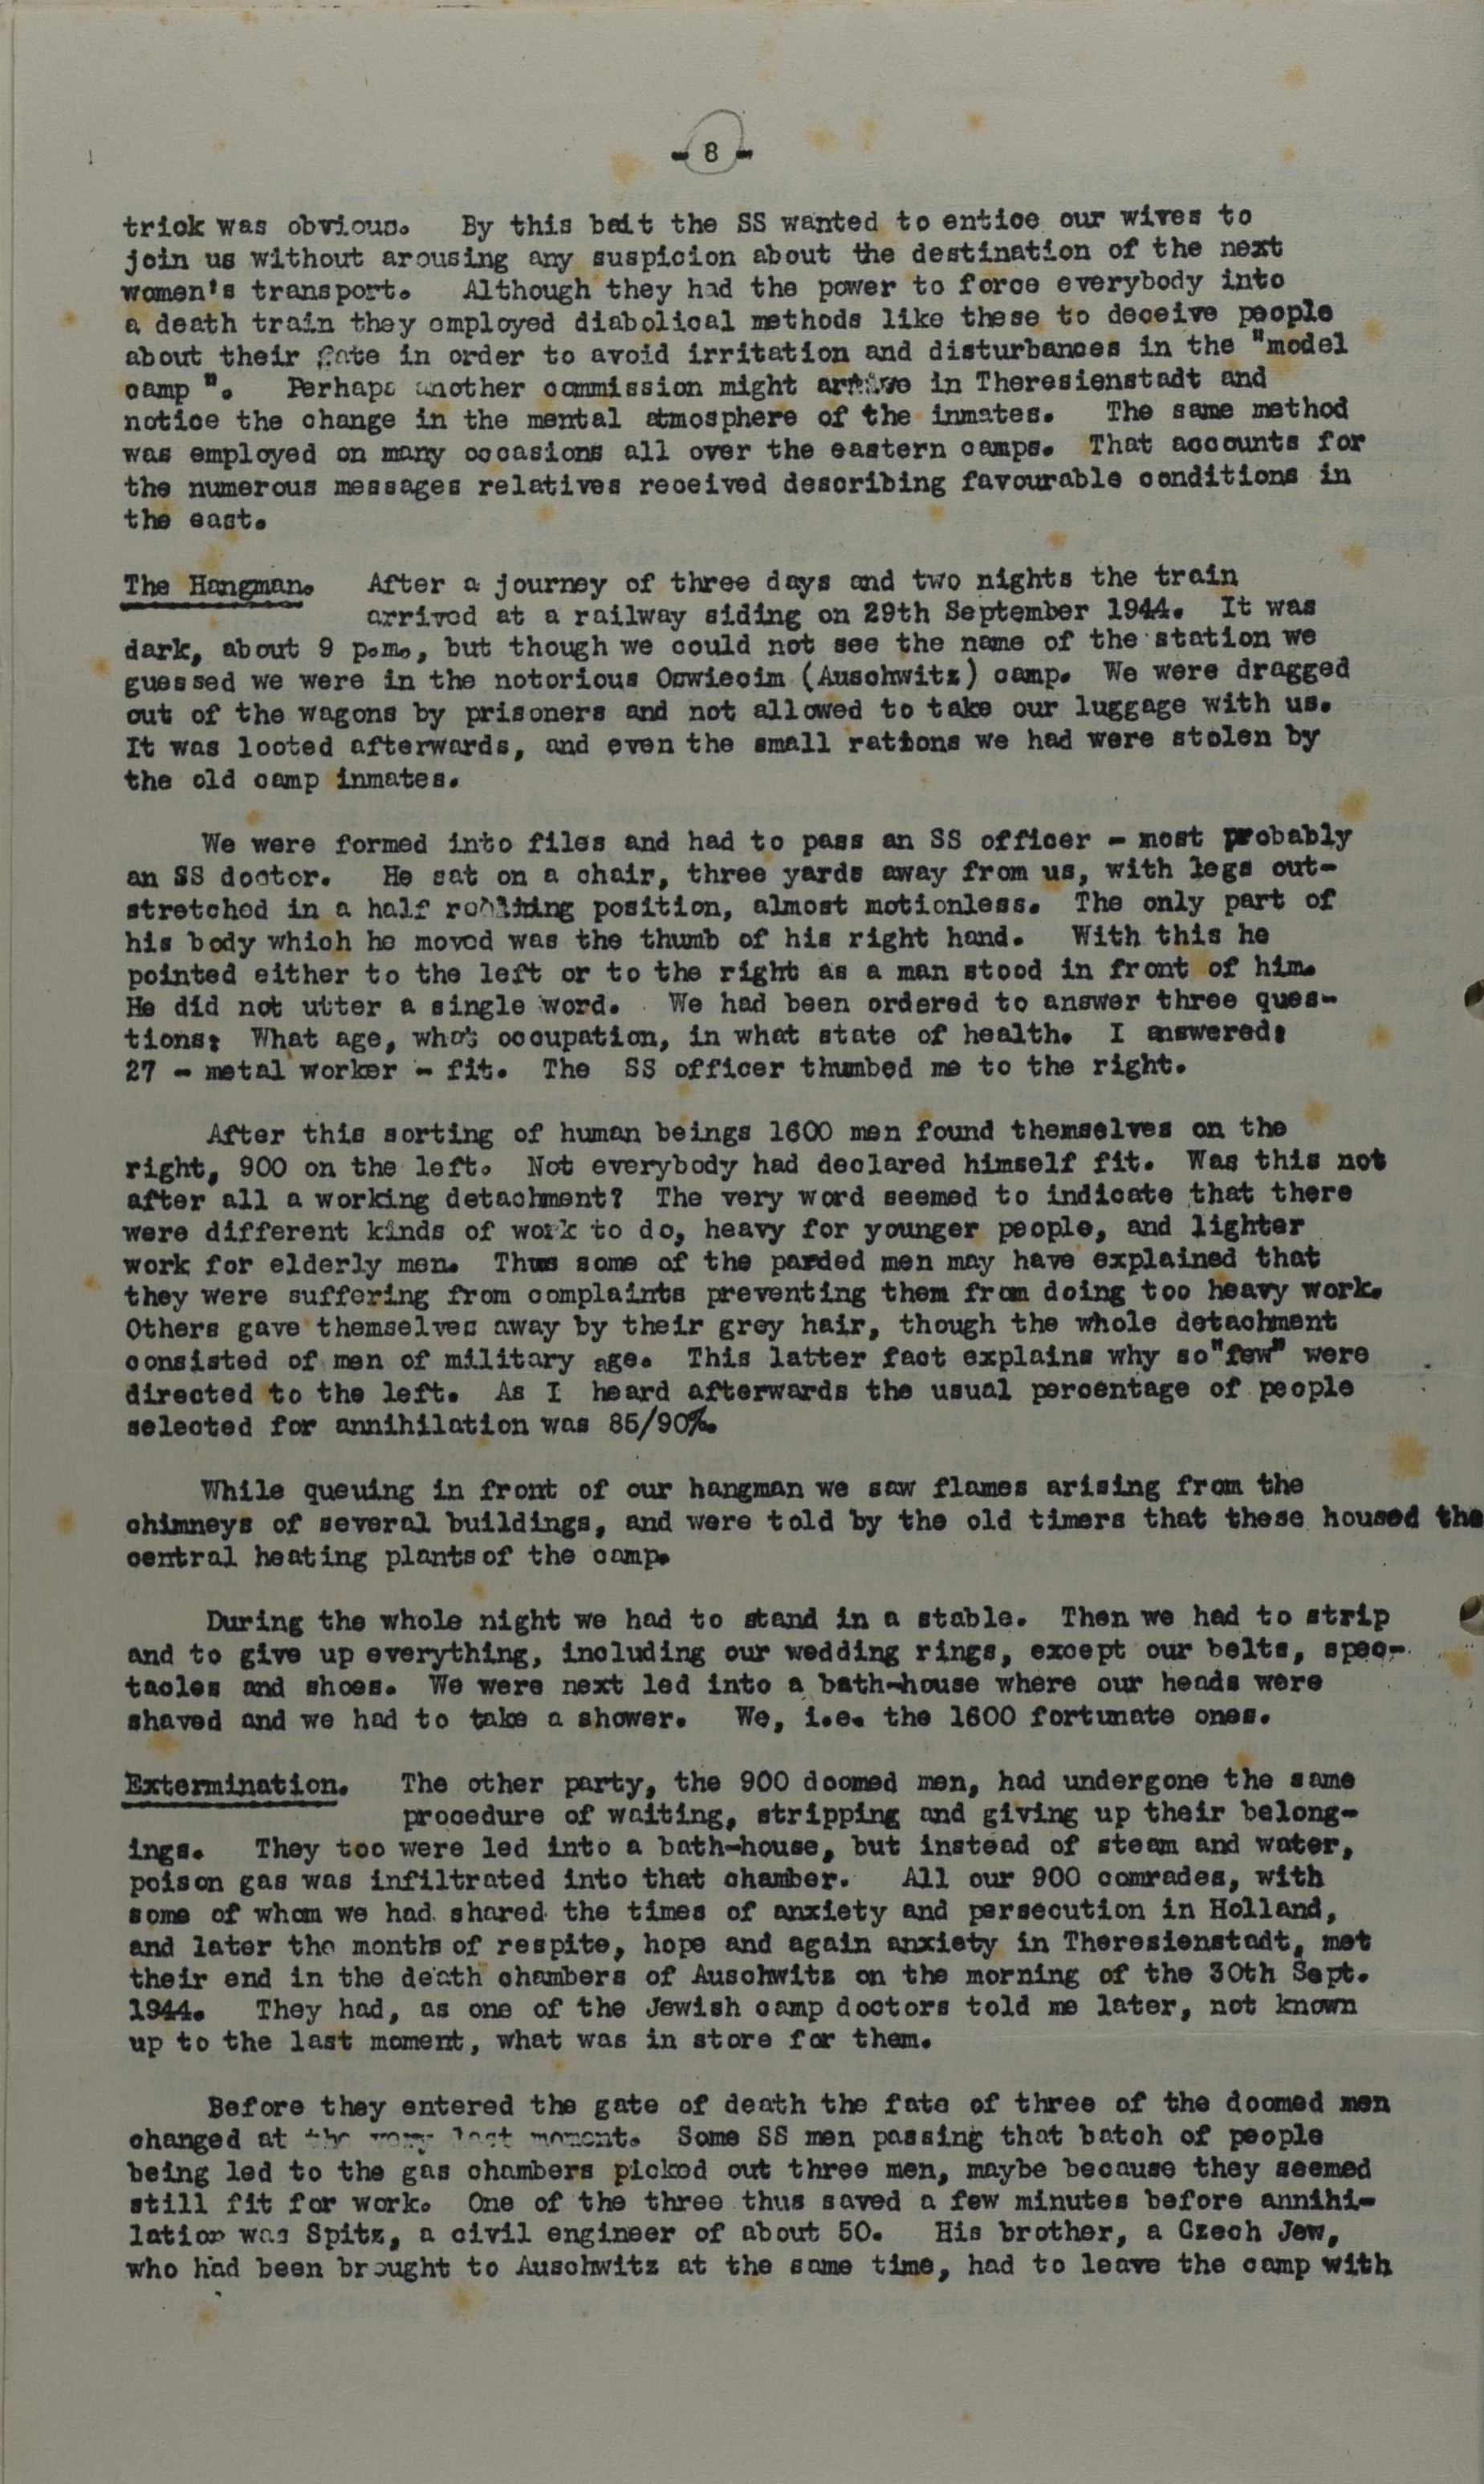 - 8 -
trick was obvious. By this bait the SS wanted to entice our wives to
join us without arousing any suspicion about the destination of the next
women's transport. Although they had the power to force everybody into
a death train they employed diabolical methods like these to deceive people
about their fate in order to avoid irritation and disturbances in the "model
camp ". Perhaps another commission might arrive in Theresienstadt and
notice the change in the mental atmosphere of the inmates. The same method
was employed on many occasions all over the eastern camps. That accounts for
the numerous messages relatives received describing favourable conditions in
the east.
The Hangman. After a journey of three days and two nights the train
arrived at a railway siding on 29th September 1944. It was
dark, about 9 p.m., but though we could not see the name of the station we
guessed we were in the notorious Oswiecim (Auschwitz) camp. We were dragged
out of the wagons by prisoners and not allowed to take our luggage with us.
It was looted afterwards, and even the small rations we had were stolen by
the old camp inmates.
We were formed into files and had to pass an SS officer - most probably
an SS doctor. He sat on a chair, three yards away from us, with legs out-
stretched in a half position, almost motionless. The only part of
his body which he moved was the thumb of his right hand. With this he
pointed either to the left or to the right as a man stood in front of him.
He did not utter a single word. We had been ordered to answer three ques-
tions: What age, what occupation, in what state of health. I answered:
27 - metal worker - fit. The SS officer thumbed me to the right.
After this sorting of human beings 1600 men found themselves on the
right, 900 on the left. Not everybody had declared himself fit. Was this not
after all a working detachment? The very word seemed to indicate that there
were different kinds of work to do, heavy for younger people, and lighter
work for elderly men. Thus some of the parded men may have explained that
they were suffering from complaints preventing them from doing too heavy work.
Others gave themselves away by their grey hair, though the whole detachment
consisted of men of military age. This latter fact explains why so "few" were
directed to the left. As I heard afterwards the usual percentage of people
selected for annihilation was 85/90%.
While queuing in front of our hangman we saw flames arising from the
chimneys of several buildings, and were told by the old timers that these housed the
central heating plants of the camp.
During the whole night we had to stand in a stable. Then we had to strip
and to give up everything, including our wedding rings, except our belts, spec-
tacles and shoes. We were next led into a bath-house where our heads were
shaved and we had to take a shower. We, i.e. the 1600 fortunate ones.
Extermination. The other party, the 900 doomed men, had undergone the same
procedure of waiting, stripping and giving up their belong-
ings. They too were led into a bath-house, but instead of steam and water,
poison gas was infiltrated into that chamber. All our 900 comrades, with
some of whom we had shared the times of anxiety and persecution in Holland,
and later the months of respite, hope and again anxiety in Theresienstadt, met
their end in the death chambers of Auschwitz on the morning of the 30th Sept.
1944. They had, as one of the Jewish camp doctors told me later, not known
up to the last moment, what was in store for them.
Before they entered the gate of death the fate of three of the doomed men
changed at the very last moment. Some SS men passing that batch of people
being led to the gas chambers picked out three men, maybe because they seemed
still fit for work. One of the three thus saved a few minutes before annihi-
lation was Spitz, a civil engineer of about 50. His brother, a Czech Jew,
who had been brought to Auschwitz at the same time, had to leave the camp with